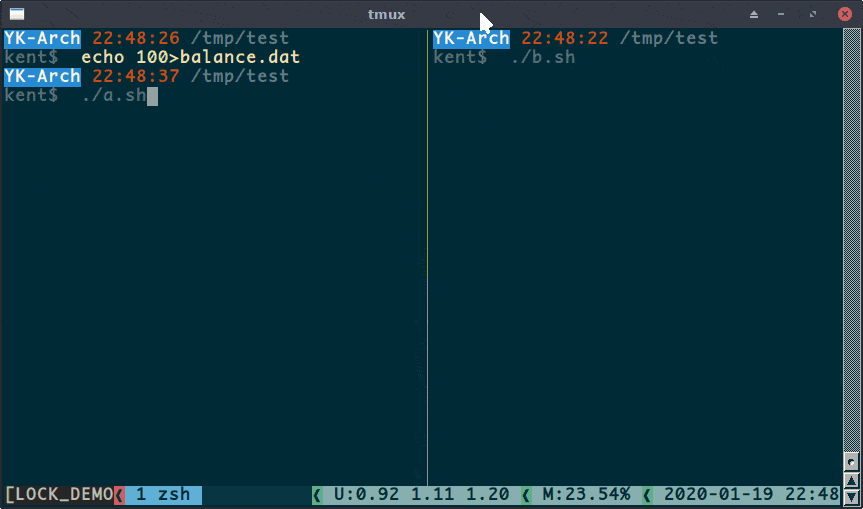 tmux
YK-Arch 22:48:26 /tmp/test
kent$ echo 100>balance.dat
YK-Arch 22:48:37 /tmp/test
kent$ ./a.sh
YK-Arch 22:48:22 /tmp/test
kent$ ./b.sh
[LOCK_DEMO 1 zsh U:0.92 1.11 1.20 M:23.54% 2020-01-19 22:48